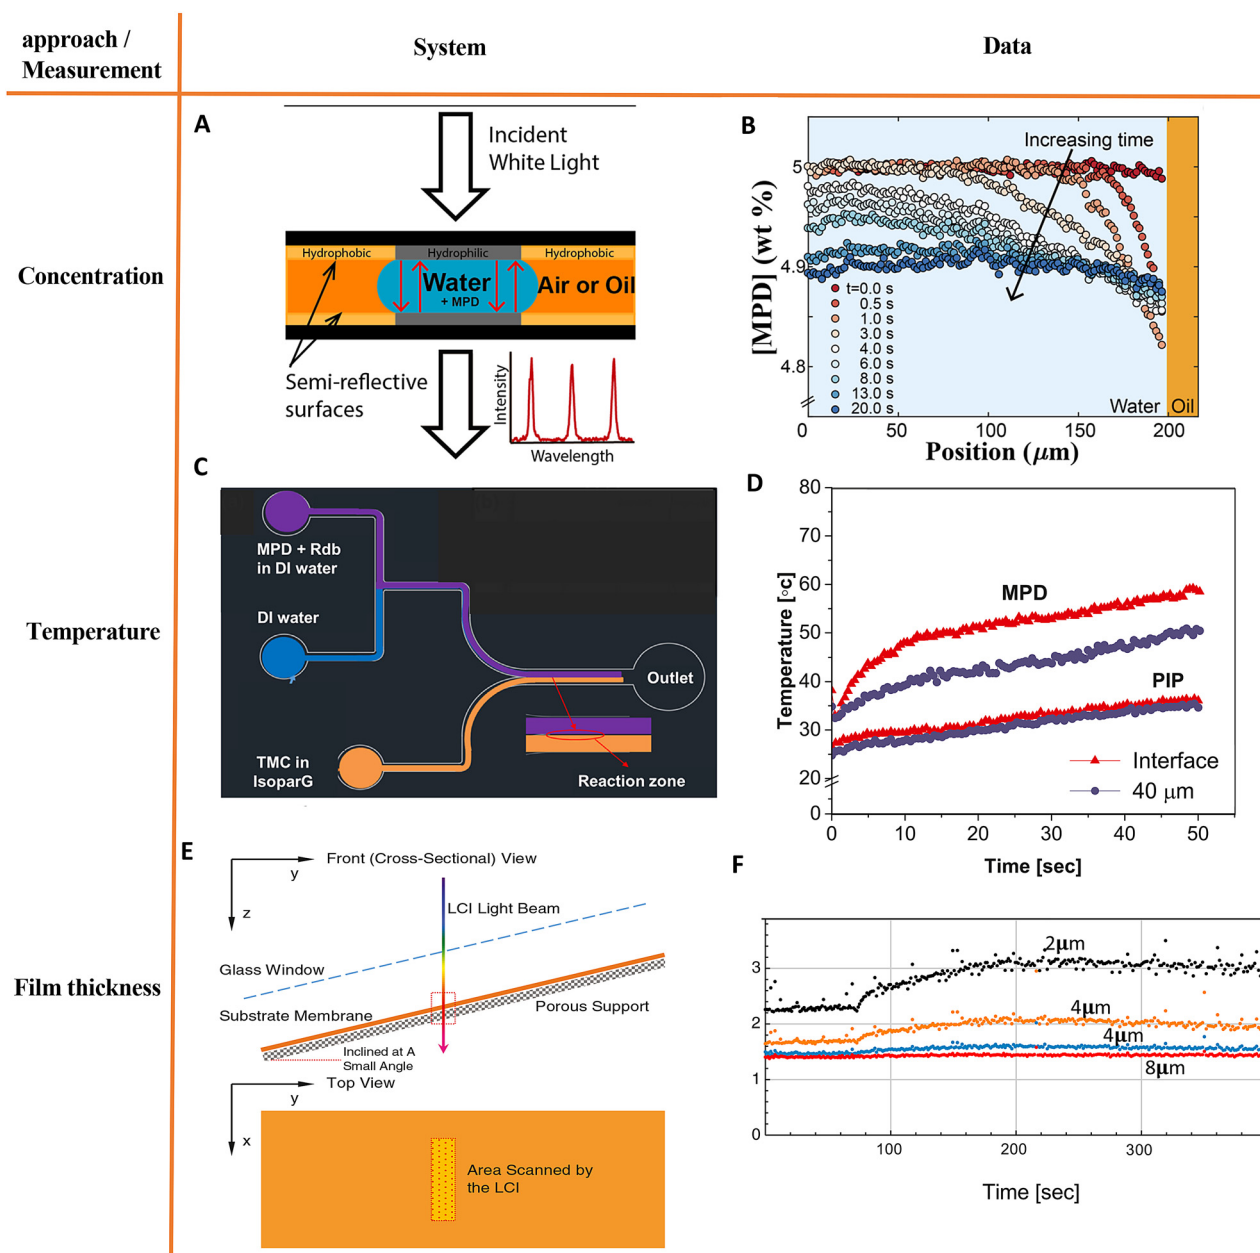 approach /
Measurement
System
Data
Concentration
A
Incident
White Light
Hydrophobic
Hydrophilic
Hydrophobic
Water
+ MPD
Air or Oil
Semi-reflective
surfaces
Intensity
Wavelength
B
[MPD] (wt %)
5
4.9
4.8
Increasing time
t=0.0 s
0.5 s
1.0 s
3.0 s
4.0 s
6.0 s
8.0 s
13.0 s
20.0 s
Water
Oil
0
50
100
150
200
Position (μm)
Temperature
C
MPD + Rdb
in DI water
DI water
TMC in
IsoparG
Outlet
Reaction zone
D
Temperature [°c]
80
70
60
50
40
30
20
0
MPD
PIP
Interface
40 μm
0
10
20
30
40
50
Time [sec]
Film thickness
E
Front (Cross-Sectional) View
y
z
LCI Light Beam
Glass Window
Substrate Membrane
Porous Support
Inclined at A
Small Angle
Top View
y
x
Area Scanned by
the LCI
F
3
2
1
0
2μm
4μm
4μm
8μm
100
200
300
Time [sec]